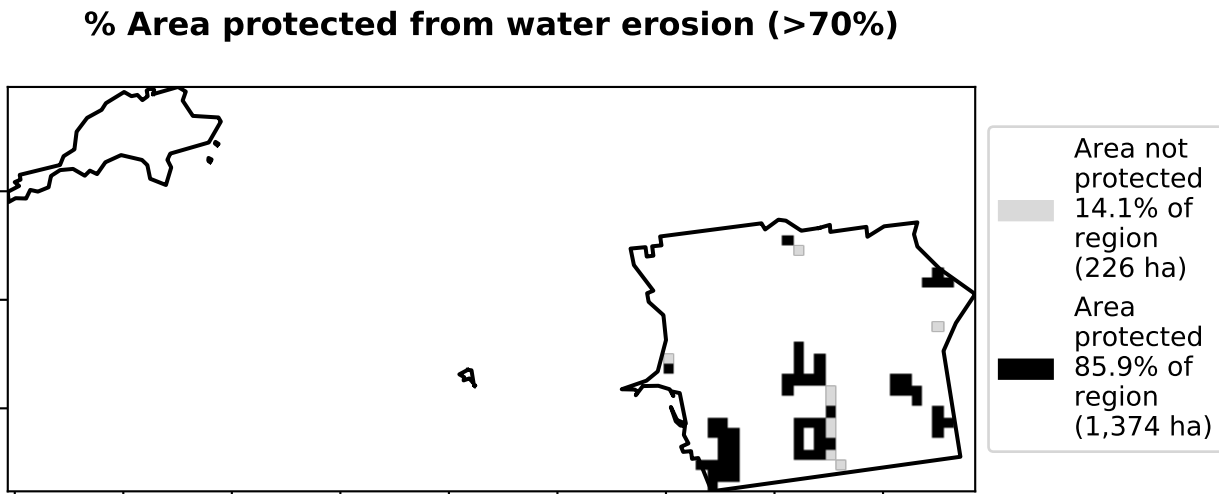 % Area protected from water erosion (>70%)
Area not
protected
14.1% of
region
(226 ha)
Area
protected
85.9% of
region
(1,374 ha)